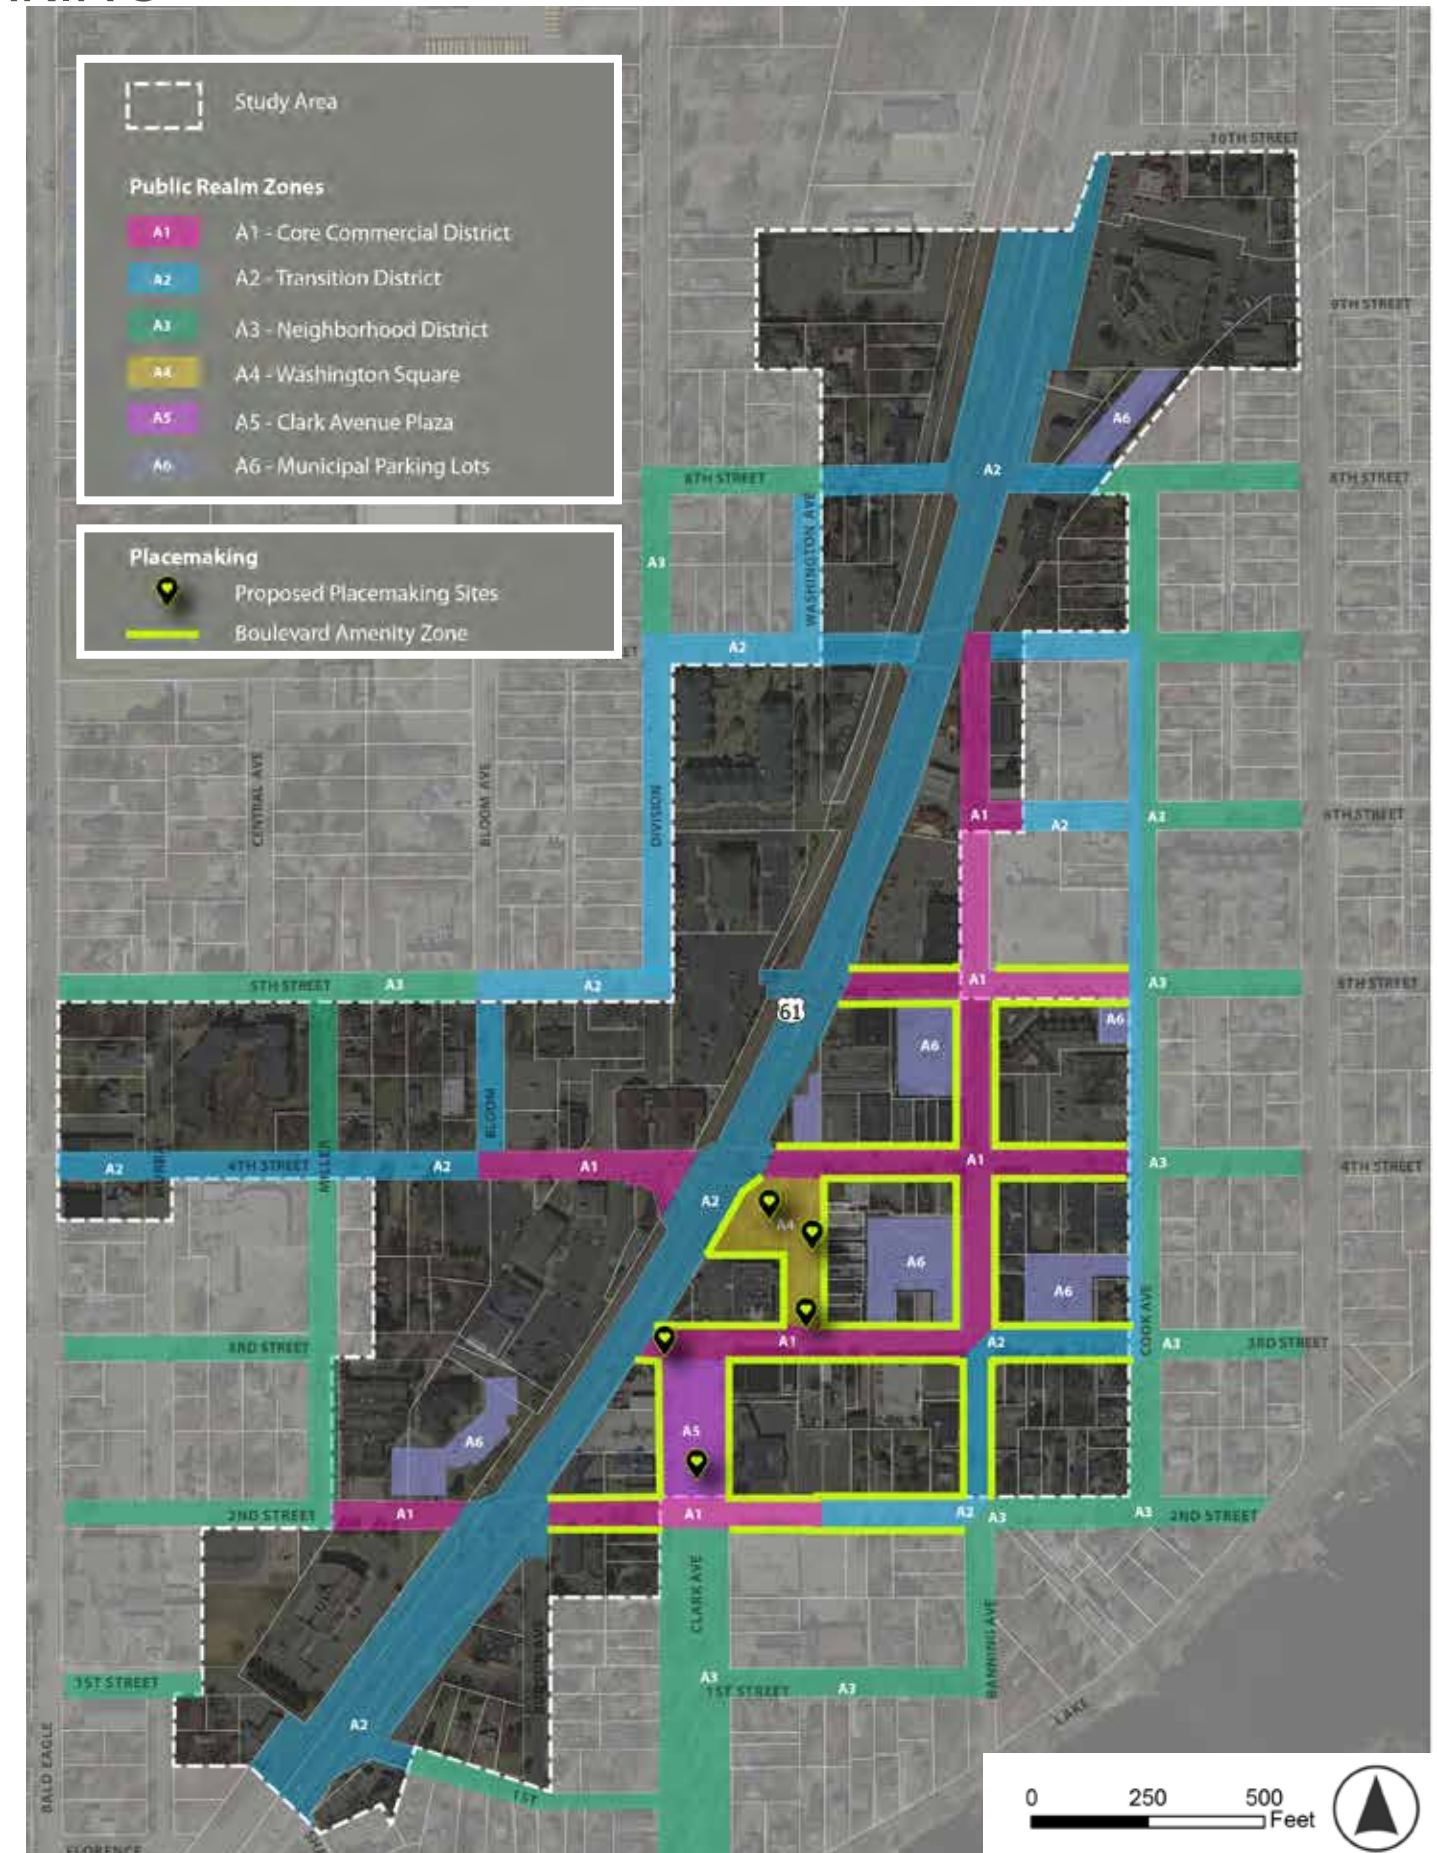 Study Area
Public Realm Zones
A1 A1 - Core Commercial District
A2 A2 - Transition District
A3 A3 - Neighborhood District
A4 A4 - Washington Square
A5 A5 - Clark Avenue Plaza
A6 A6 - Municipal Parking Lots
Placemaking
Proposed Placemaking Sites
Boulevard Amenity Zone
10TH STREET
9TH STREET
A6
8TH STREET
A2
8TH STREET
WASHINGTON AVE
A3
A2
CENTRAL AVE
BLOOM AVE
DIVISION
A1
A2
A3
6TH STREET
5TH STREET
A3
A2
A1
A3
5TH STREET
61
A6
A6
BLOOM
MURRAY
MILLER
A2
4TH STREET
A2
A1
A1
A3
4TH STREET
A2
A4
A6
A6
COOK AVE
3RD STREET
A1
A2
A3
3RD STREET
A5
A6
2ND STREET
A1
A1
A2
A3
A3
2ND STREET
CLARK AVE
BANNING AVE
1ST STREET
A3
1ST STREET
A3
LAKE
A2
BALD EAGLE
1ST
FLORENCE
0 250 500
Feet